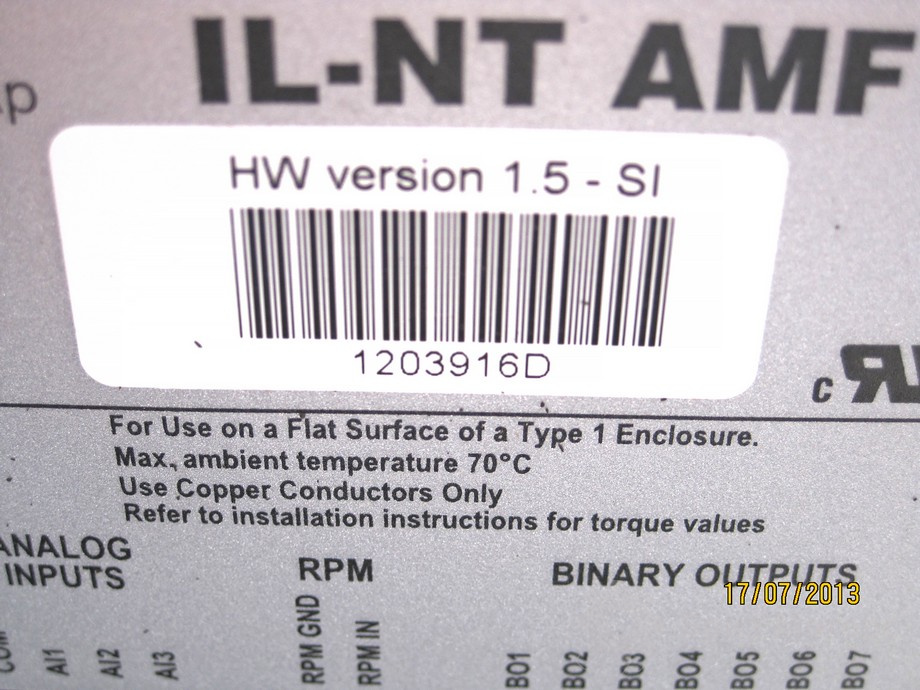 IL-NT AMF
HW version 1.5 - SI
1203916D
c
For Use on a Flat Surface of a Type 1 Enclosure.
Max. ambient temperature 70°C
Use Copper Conductors Only
Refer to installation instructions for torque values
ANALOG
INPUTS
RPM
BINARY OUTPUTS
17/07/2013
COM
AI1
AI2
AI3
RPM GND
RPM IN
BO1
BO2
BO3
BO4
BO5
BO6
BO7